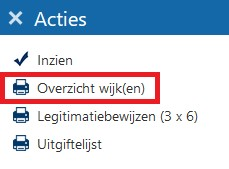 Acties
Inzien
Overzicht wijk(en)
Legitimatiebewijzen (3 x 6)
Uitgiftelijst